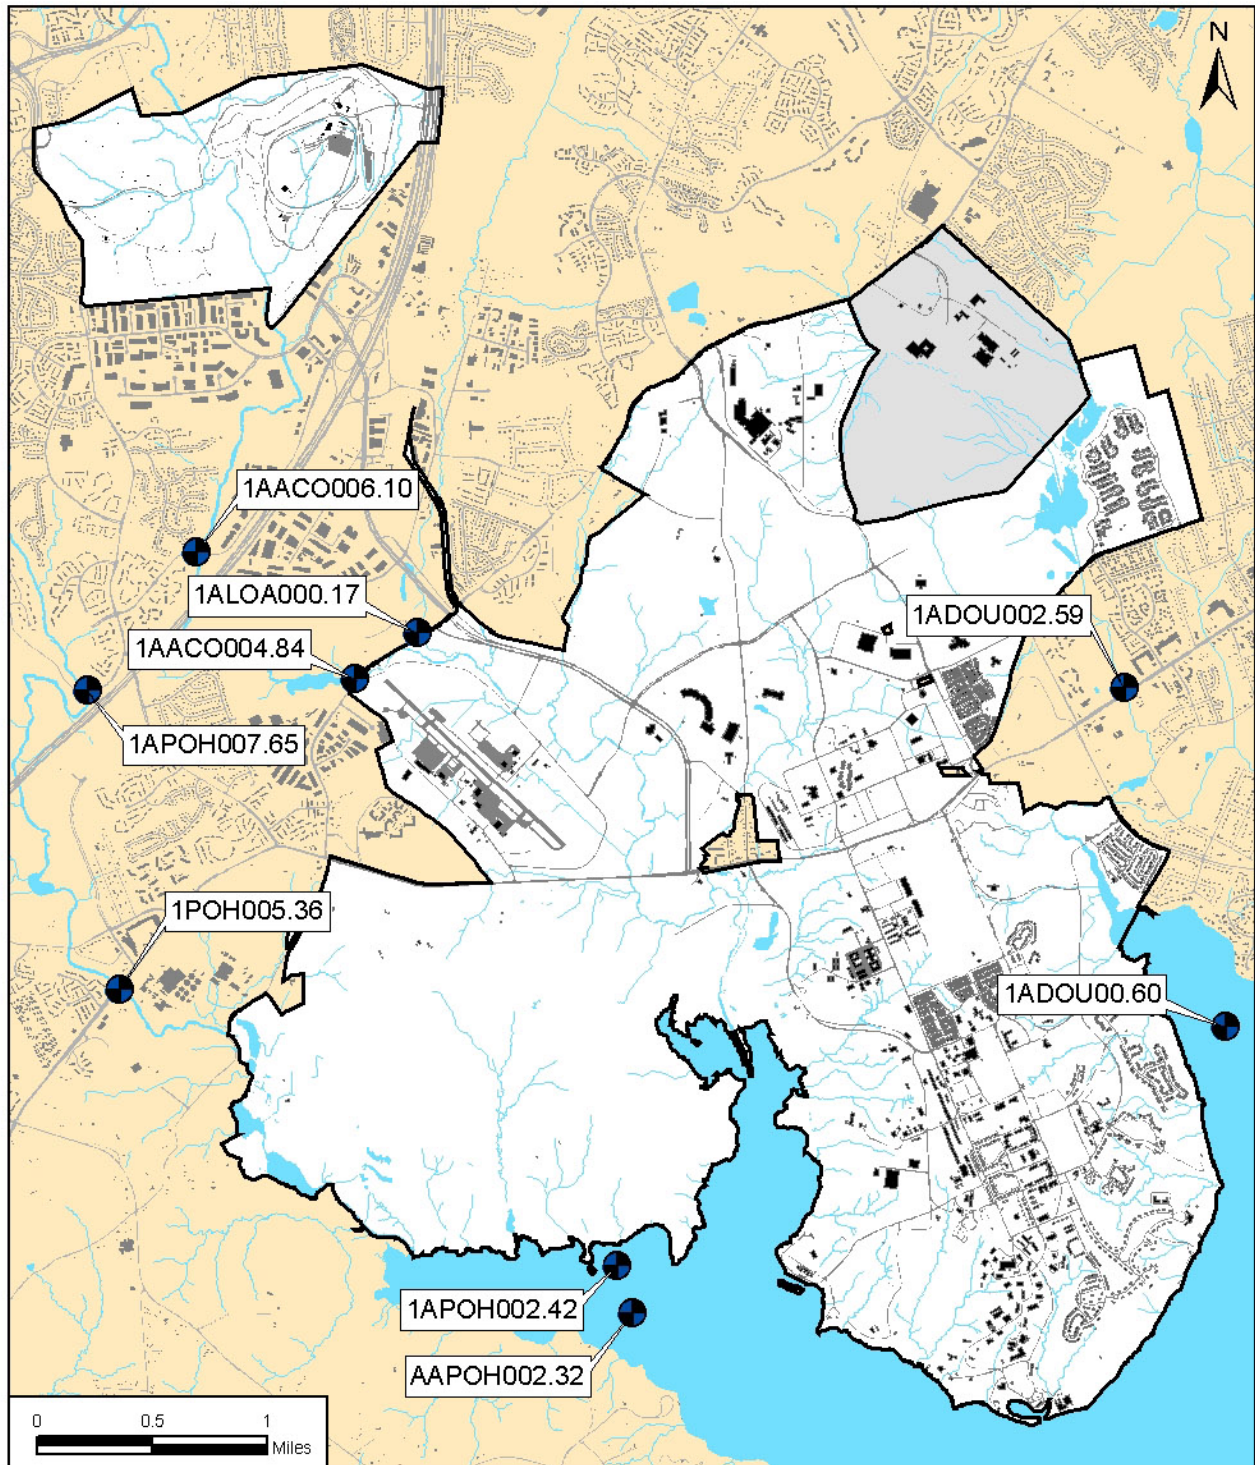 N
1AACO006.10
1ALOA000.17
1ADOU002.59
1AACO004.84
1APOH007.65
1POH005.36
1ADOU00.60
1APOH002.42
AAPOH002.32
0 0.5 1
Miles